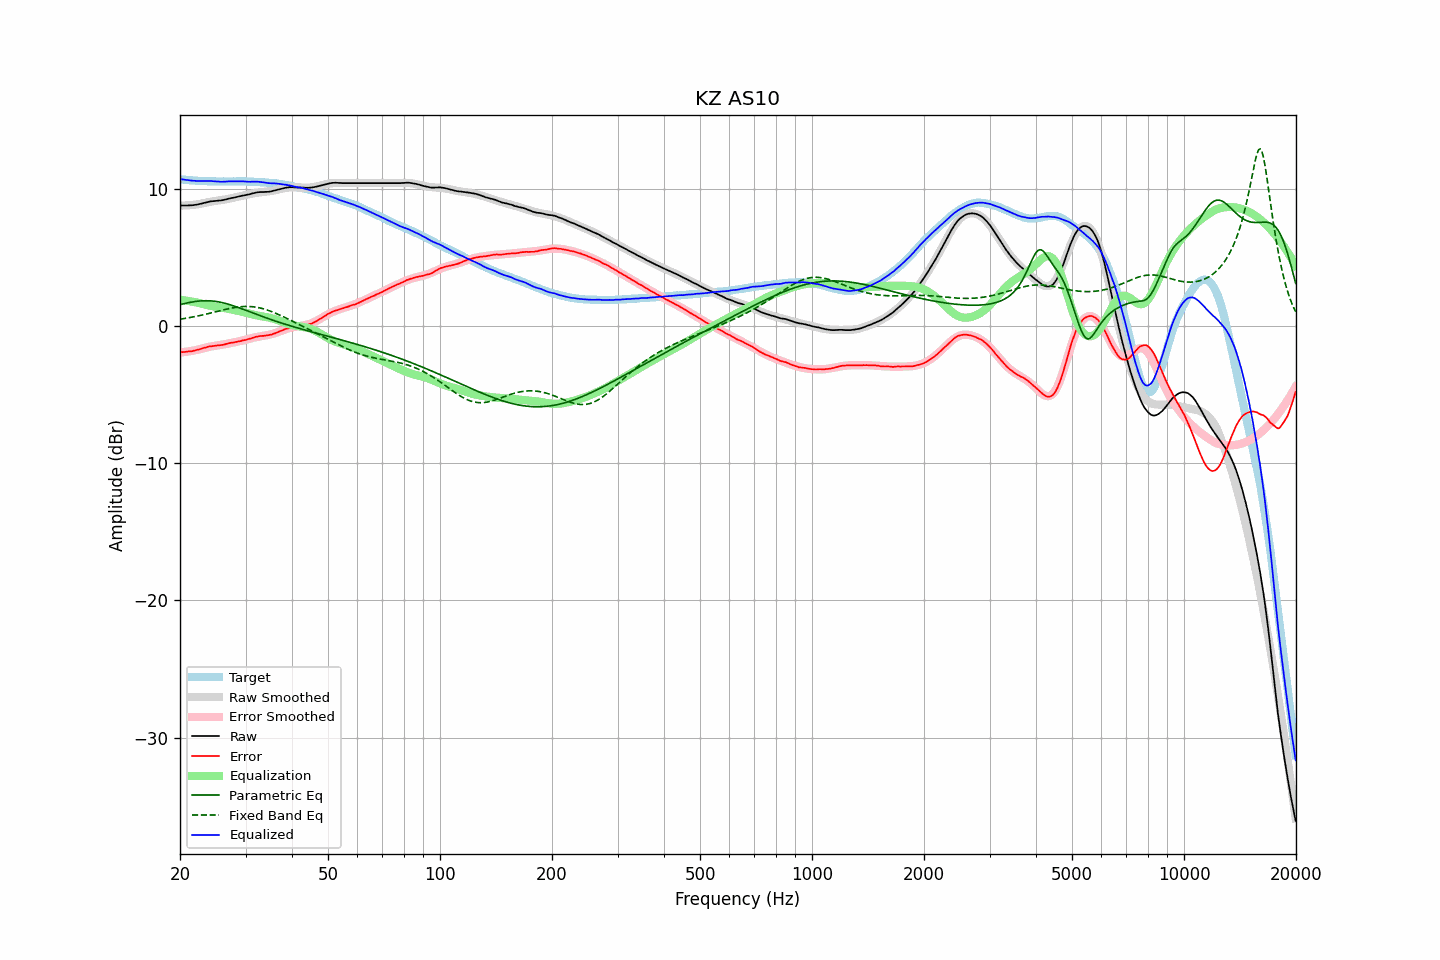 KZ AS10
Amplitude (dBr)
10
0
−10
−20
−30
Target
Raw Smoothed
Error Smoothed
Raw
Error
Equalization
Parametric Eq
Fixed Band Eq
Equalized
20 50 100 200 500 1000 2000 5000 10000 20000
Frequency (Hz)